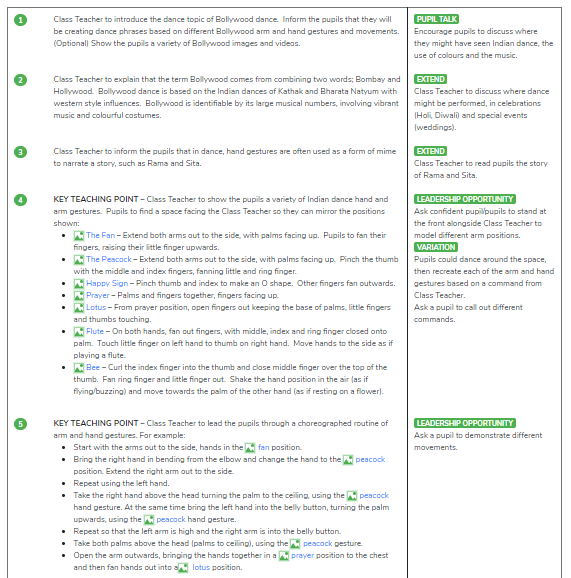 1
Class Teacher to introduce the dance topic of Bollywood dance.  Inform the pupils that they will
be creating dance phrases based on different Bollywood arm and hand gestures and movements.
(Optional) Show the pupils a variety of Bollywood images and videos.
PUPIL TALK
Encourage pupils to discuss where
they might have seen Indian dance, the
use of colours and the music.
2
Class Teacher to explain that the term Bollywood comes from combining two words; Bombay and
Hollywood.  Bollywood dance is based on the Indian dances of Kathak and Bharata Natyum with
western style influences.  Bollywood is identifiable by its large musical numbers, involving vibrant
music and colourful costumes.
EXTEND
Class Teacher to discuss where dance
might be performed, in celebrations
(Holi, Diwali) and special events
(weddings).
3
Class Teacher to inform the pupils that in dance, hand gestures are often used as a form of mime
to narrate a story, such as Rama and Sita.
EXTEND
Class Teacher to read pupils the story
of Rama and Sita.
4
KEY TEACHING POINT – Class Teacher to show the pupils a variety of Indian dance hand and
arm gestures.  Pupils to find a space facing the Class Teacher so they can mirror the positions
shown:
• The Fan – Extend both arms out to the side, with palms facing up.  Pupils to fan their
fingers, raising their little finger upwards.
• The Peacock – Extend both arms out to the side, with palms facing up.  Pinch the thumb
with the middle and index fingers, fanning little and ring finger.
• Happy Sign – Pinch thumb and index to make an O shape.  Other fingers fan outwards.
• Prayer – Palms and fingers together, fingers facing up.
• Lotus – From prayer position, open fingers out keeping the base of palms, little fingers
and thumbs touching.
• Flute – On both hands, fan out fingers, with middle, index and ring finger closed onto
palm.  Touch little finger on left hand to thumb on right hand.  Move hands to the side as if
playing a flute.
• Bee – Curl the index finger into the thumb and close middle finger over the top of the
thumb.  Fan ring finger and little finger out.  Shake the hand position in the air (as if
flying/buzzing) and move towards the palm of the other hand (as if resting on a flower).
LEADERSHIP OPPORTUNITY
Ask confident pupil/pupils to stand at
the front alongside Class Teacher to
model different arm positions.
VARIATION
Pupils could dance around the space,
then recreate each of the arm and hand
gestures based on a command from
Class Teacher.
Ask a pupil to call out different
commands.
5
KEY TEACHING POINT – Class Teacher to lead the pupils through a choreographed routine of
arm and hand gestures. For example:
• Start with the arms out to the side, hands in the fan position.
• Bring the right hand in bending from the elbow and change the hand to the peacock
position. Extend the right arm out to the side.
• Repeat using the left hand.
• Take the right hand above the head turning the palm to the ceiling, using the peacock
hand gesture. At the same time bring the left hand into the belly button, turning the palm
upwards, using the peacock hand gesture.
• Repeat so that the left arm is high and the right arm is into the belly button.
• Take both palms above the head (palms to ceiling), using the peacock gesture.
• Open the arm outwards, bringing the hands together in a prayer position to the chest
and then fan hands out into a lotus position.
LEADERSHIP OPPORTUNITY
Ask a pupil to demonstrate different
movements.